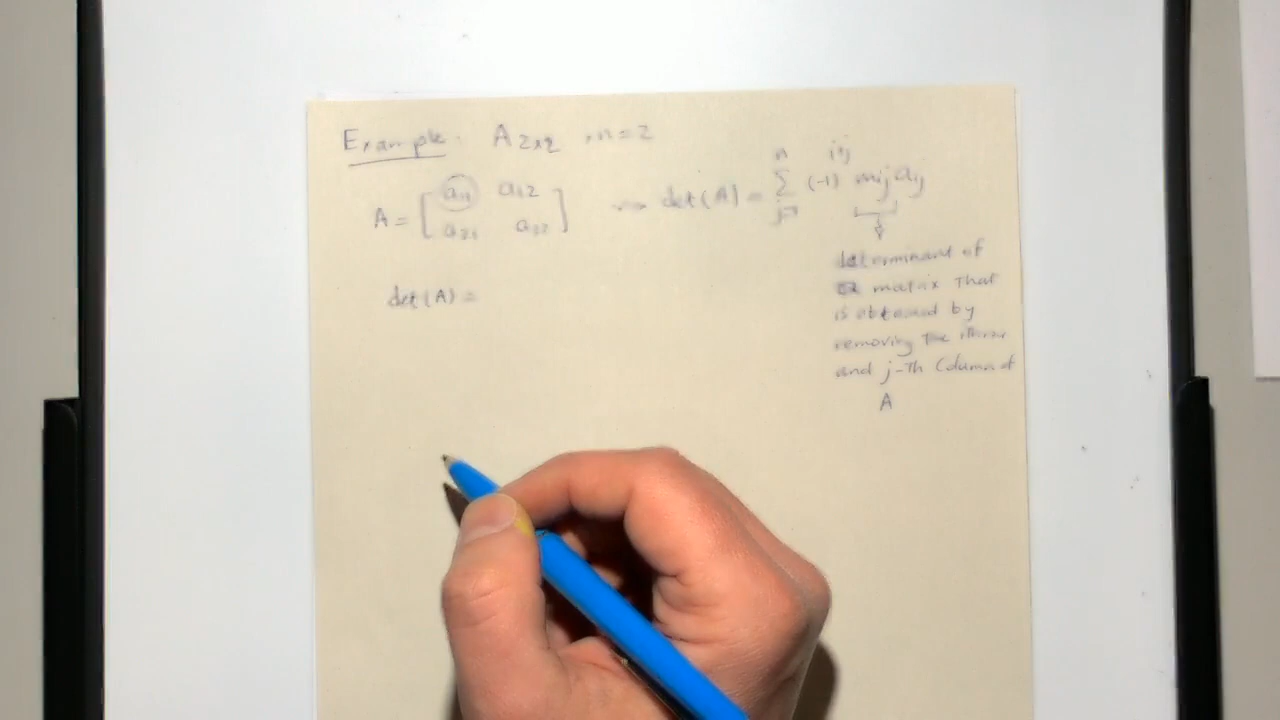 Example. A 2x2 , n=2
A = [ a11 a12
a21 a22 ]
det(A) = Σ j=1 n (-1) i+j mij aij
determinant of
a matrix that
is obtained by
removing the
and j-Th Column of
A
det(A) =